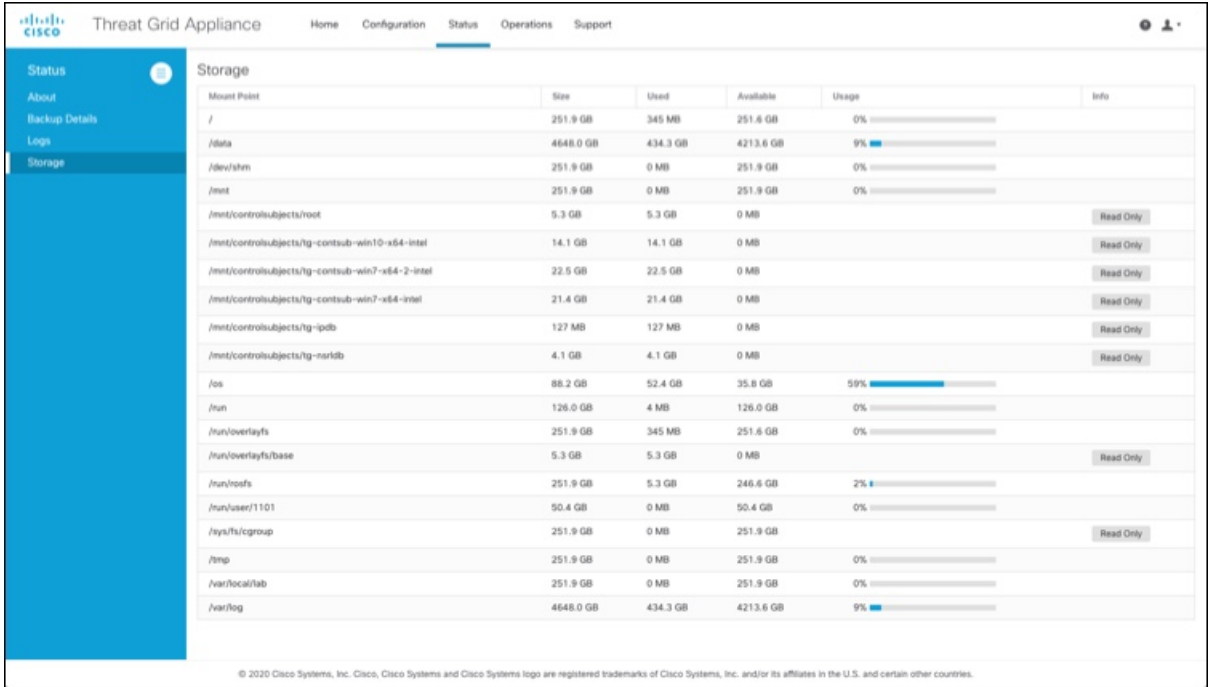 CISCO Threat Grid Appliance Home Configuration Status Operations Support
Status
About
Backup Details
Logs
Storage
Storage
Mount Point Size Used Available Usage Info
/ 251.9 GB 345 MB 251.6 GB 0%
/data 4648.0 GB 434.3 GB 4213.6 GB 9%
/dev/shm 251.9 GB 0 MB 251.9 GB 0%
/mnt 251.9 GB 0 MB 251.9 GB 0%
/mnt/controlsubjects/root 5.3 GB 5.3 GB 0 MB Read Only
/mnt/controlsubjects/tg-contsub-win10-x64-intel 14.1 GB 14.1 GB 0 MB Read Only
/mnt/controlsubjects/tg-contsub-win7-x64-2-intel 22.5 GB 22.5 GB 0 MB Read Only
/mnt/controlsubjects/tg-contsub-win7-x64-intel 21.4 GB 21.4 GB 0 MB Read Only
/mnt/controlsubjects/tg-ipdb 127 MB 127 MB 0 MB Read Only
/mnt/controlsubjects/tg-nsrldb 4.1 GB 4.1 GB 0 MB Read Only
/os 88.2 GB 52.4 GB 35.8 GB 59%
/run 126.0 GB 4 MB 126.0 GB 0%
/run/overlayfs 251.9 GB 345 MB 251.6 GB 0%
/run/overlayfs/base 5.3 GB 5.3 GB 0 MB Read Only
/run/rosfs 251.9 GB 5.3 GB 246.6 GB 2%
/run/user/1101 50.4 GB 0 MB 50.4 GB 0%
/sys/fs/cgroup 251.9 GB 0 MB 251.9 GB Read Only
/tmp 251.9 GB 0 MB 251.9 GB 0%
/var/local/lab 251.9 GB 0 MB 251.9 GB 0%
/var/log 4648.0 GB 434.3 GB 4213.6 GB 9%
© 2020 Cisco Systems, Inc. Cisco, Cisco Systems and Cisco Systems logo are registered trademarks of Cisco Systems, Inc. and/or its affiliates in the U.S. and certain other countries.